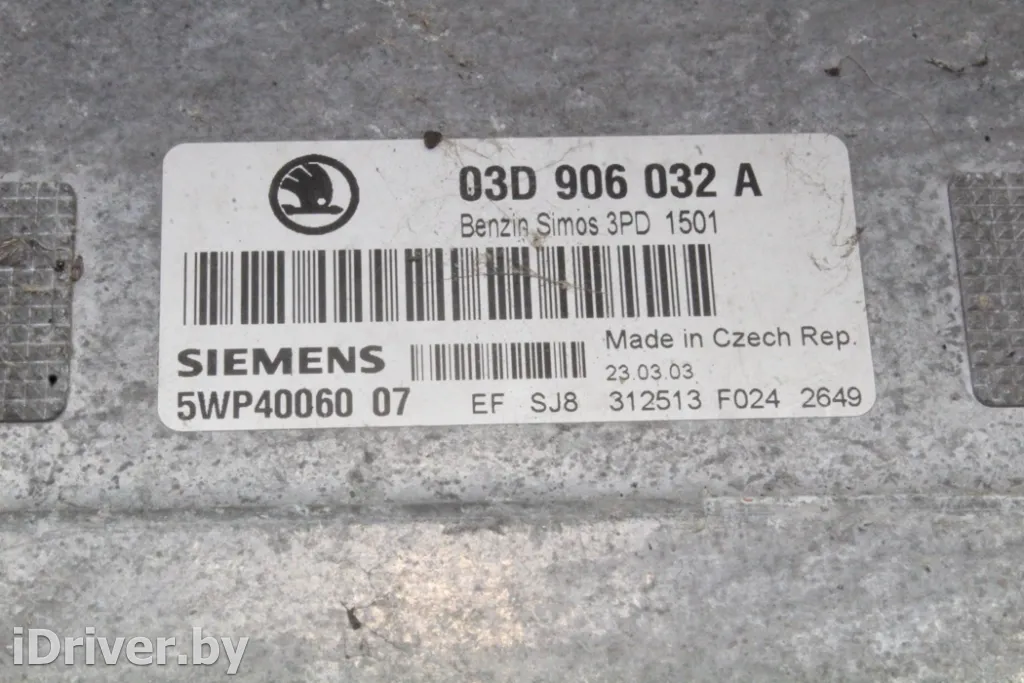 03D 906 032 A
Benzin Simos 3PD 1501
SIEMENS
Made in Czech Rep.
23.03.03
5WP40060 07
EF SJ8 312513 F024 2649
iDriver.by